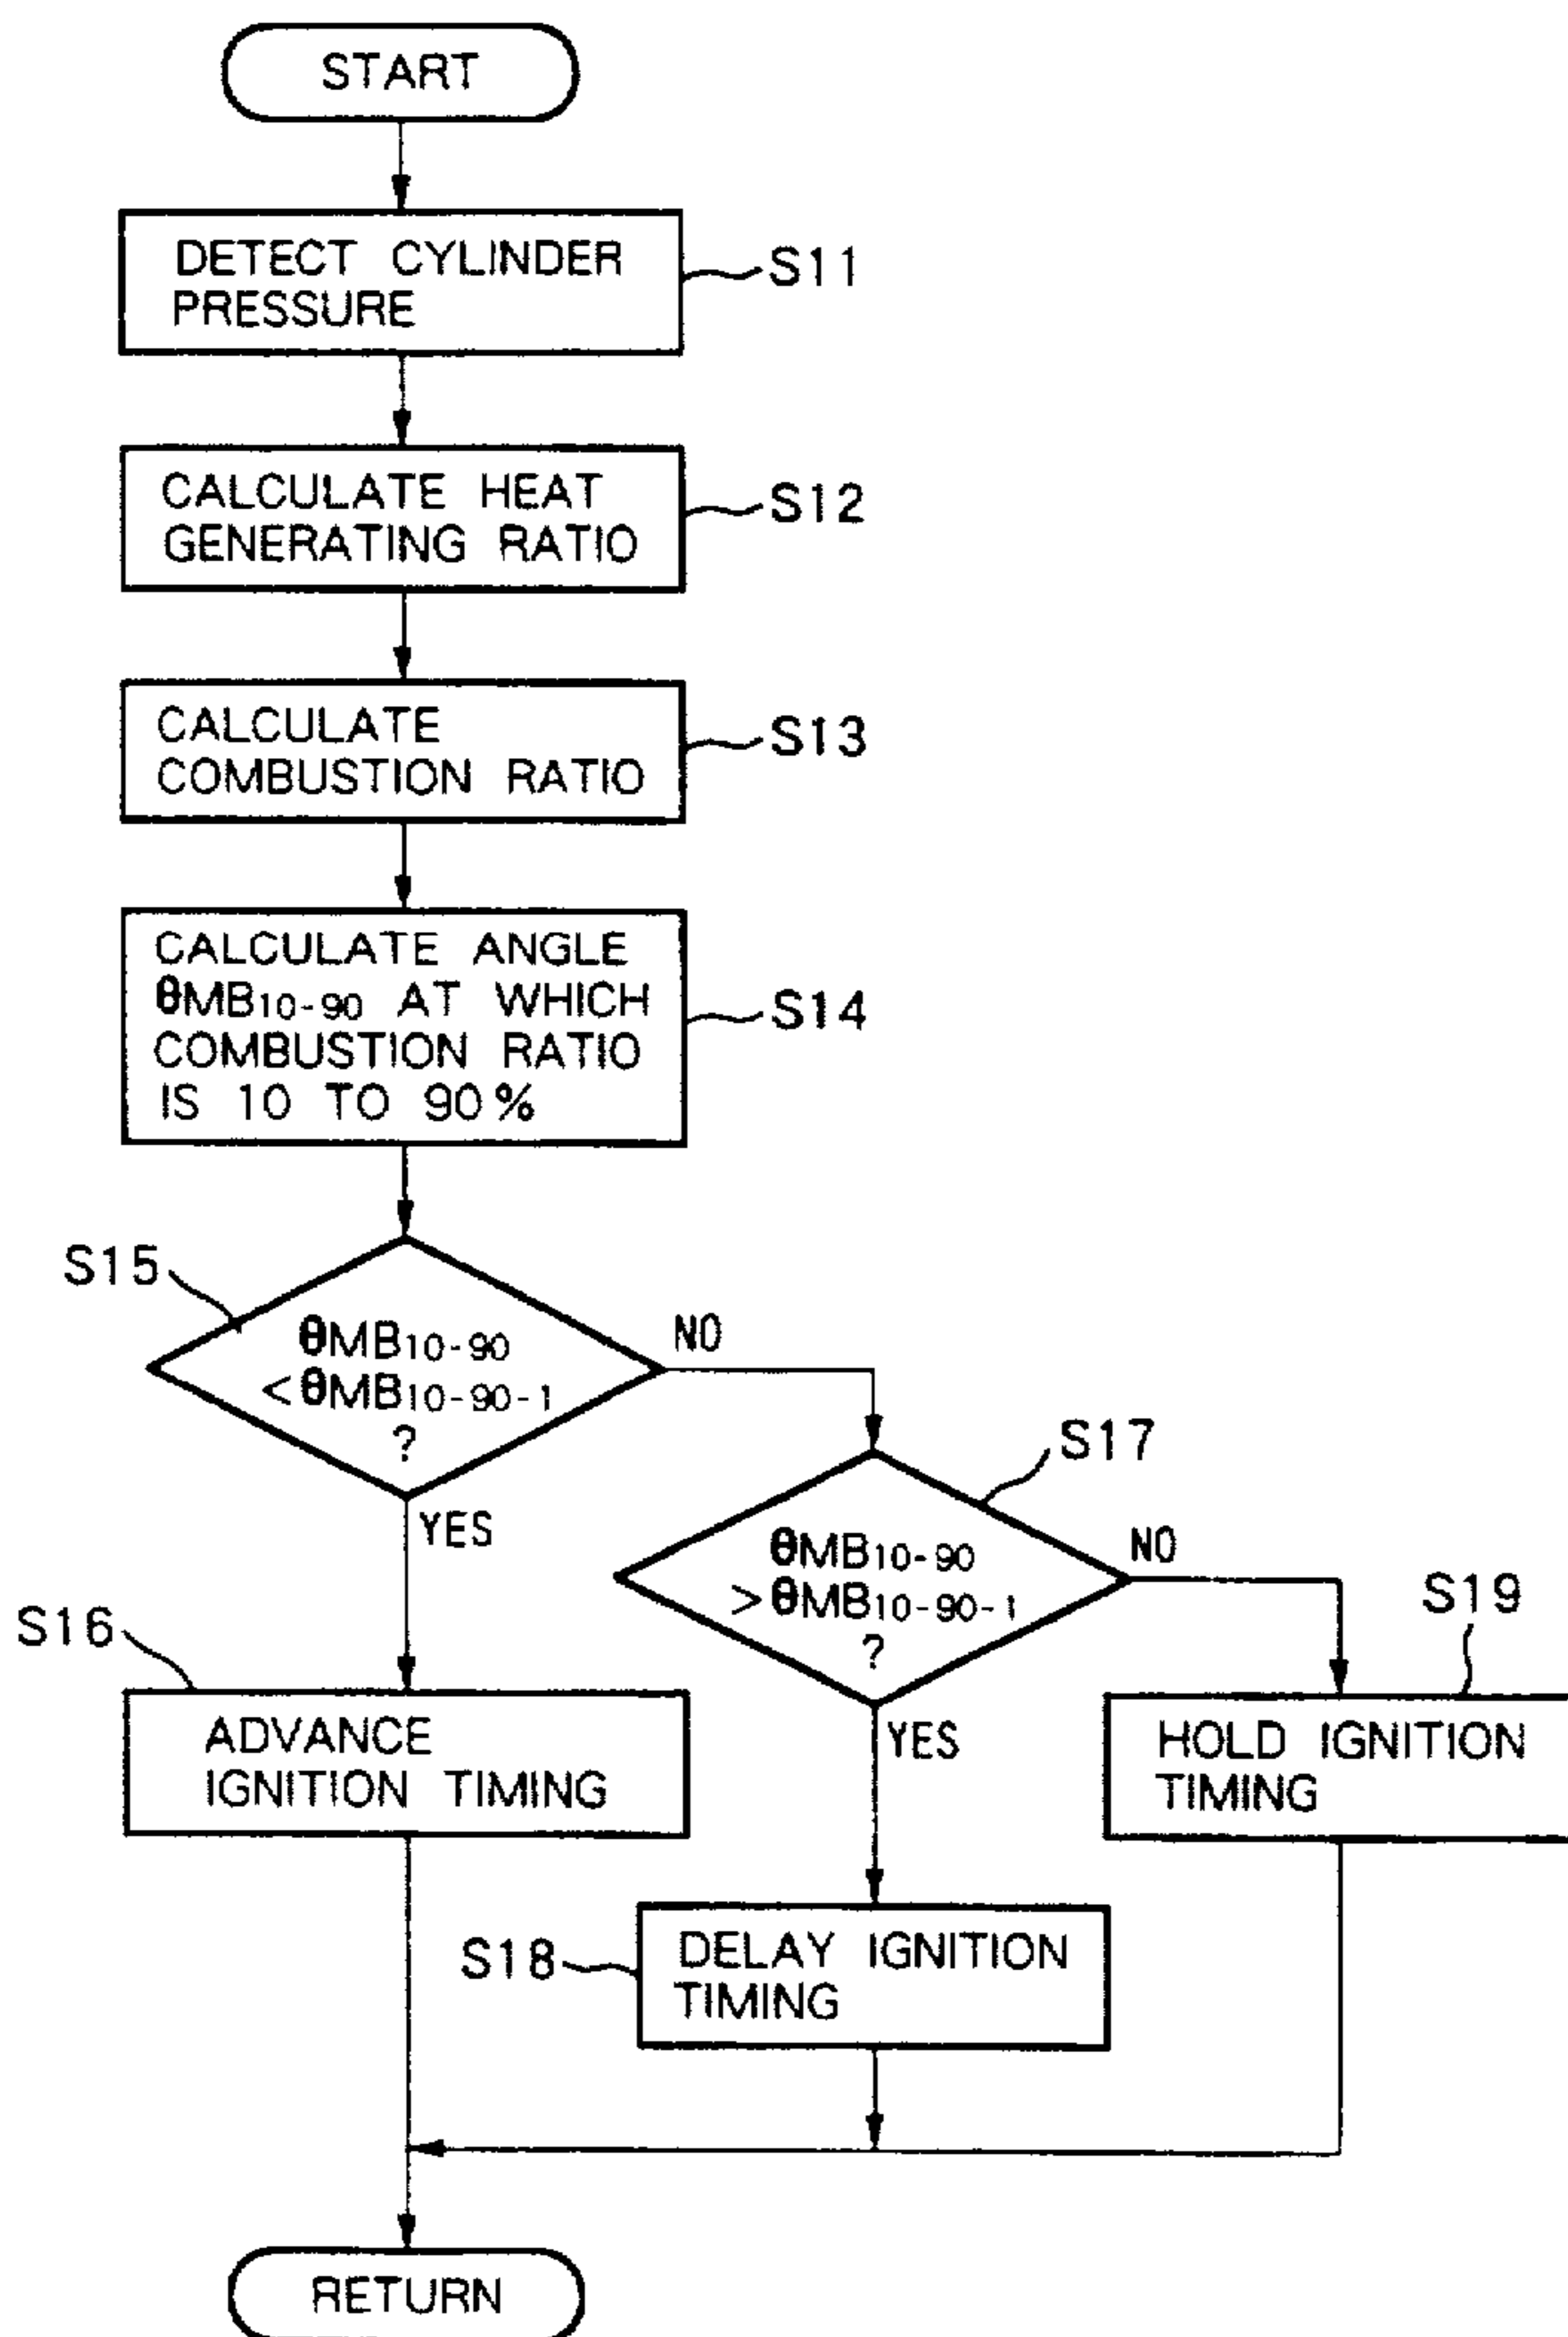 START
DETECT CYLINDER
PRESSURE
S11
CALCULATE HEAT
GENERATING RATIO
S12
CALCULATE
COMBUSTION RATIO
S13
CALCULATE ANGLE
θMB10-90 AT WHICH
COMBUSTION RATIO
IS 10 TO 90%
S14
S15
θMB10-90
<θMB10-90-1
?
NO
YES
S17
θMB10-90
>θMB10-90-1
?
NO
YES
S16
ADVANCE
IGNITION TIMING
S19
HOLD IGNITION
TIMING
S18
DELAY IGNITION
TIMING
RETURN